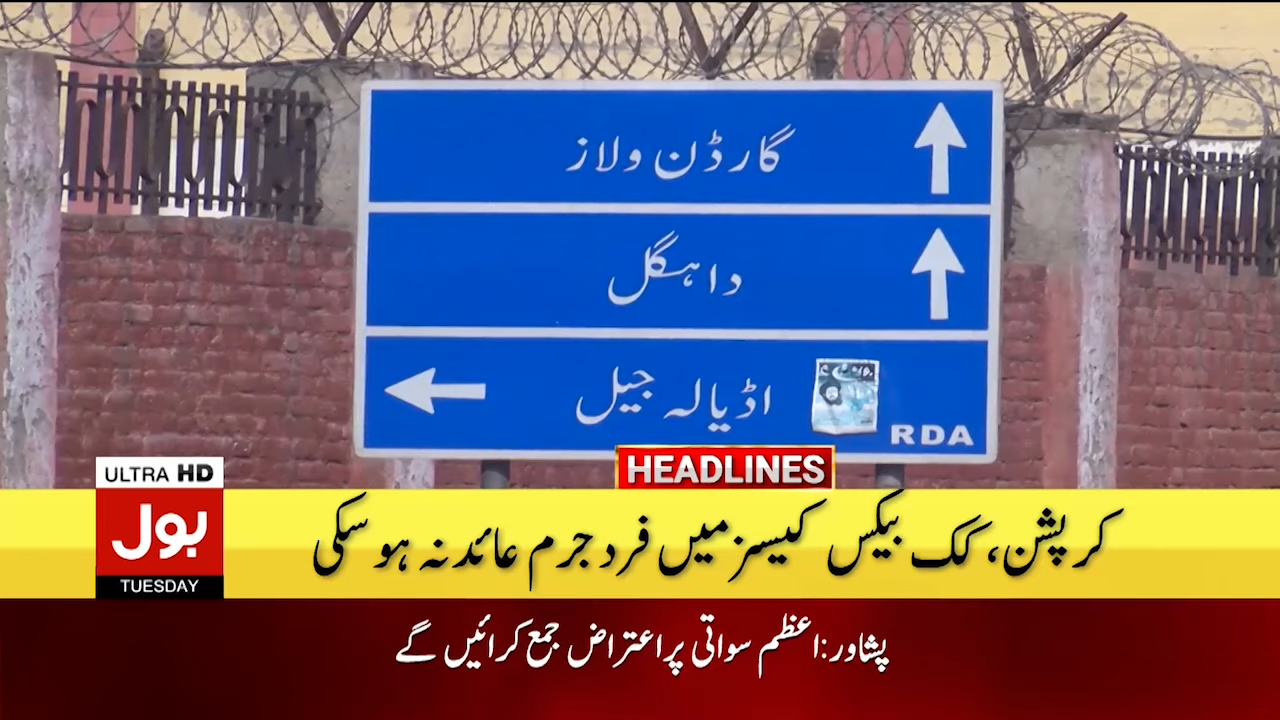 گارڈن ولاز
داہگل
اڈیالہ جیل
RDA
HEADLINES
ULTRA HD
بول
TUESDAY
کرپشن، کک بیکس کیسز میں فرد جرم عائد نہ ہو سکی
پشاور: اعظم سواتی پر اعتراض جمع کرائیں گے